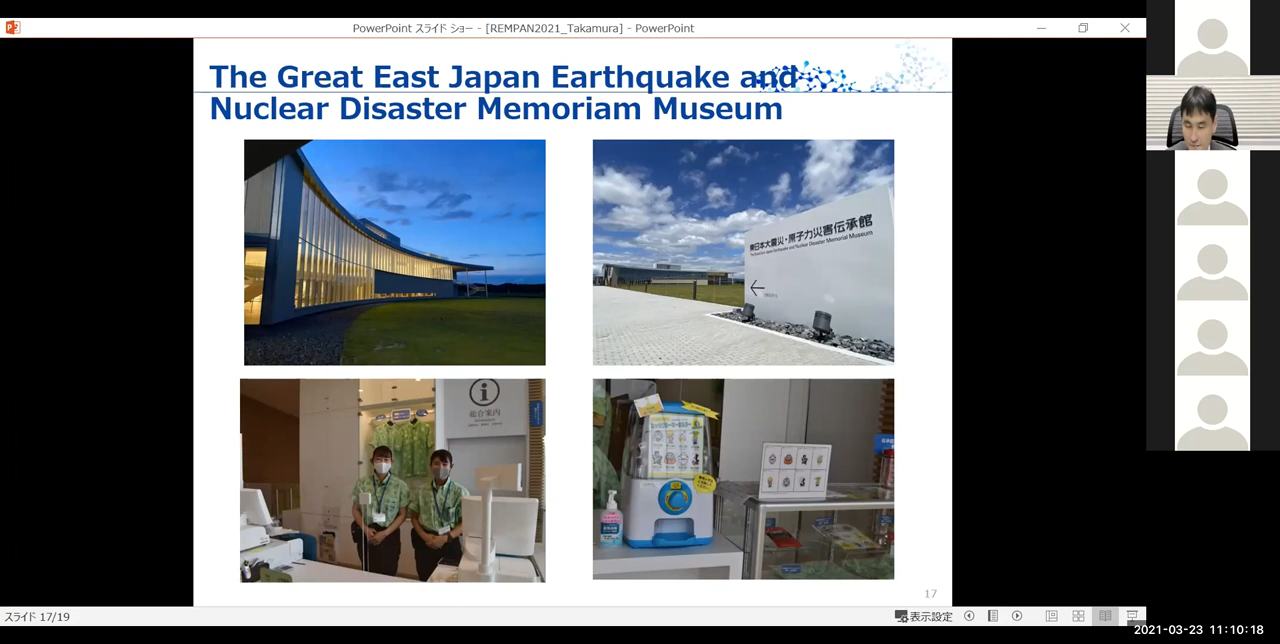 PowerPoint スライド ショー - [REMPAN2021_Takamura] - PowerPoint
The Great East Japan Earthquake and
Nuclear Disaster Memoriam Museum
東日本大震災・原子力災害伝承館
The Great East Japan Earthquake and Nuclear Disaster Memorial Museum
i
総合案内
17
スライド 17/19
表示設定
2021-03-23 11:10:18